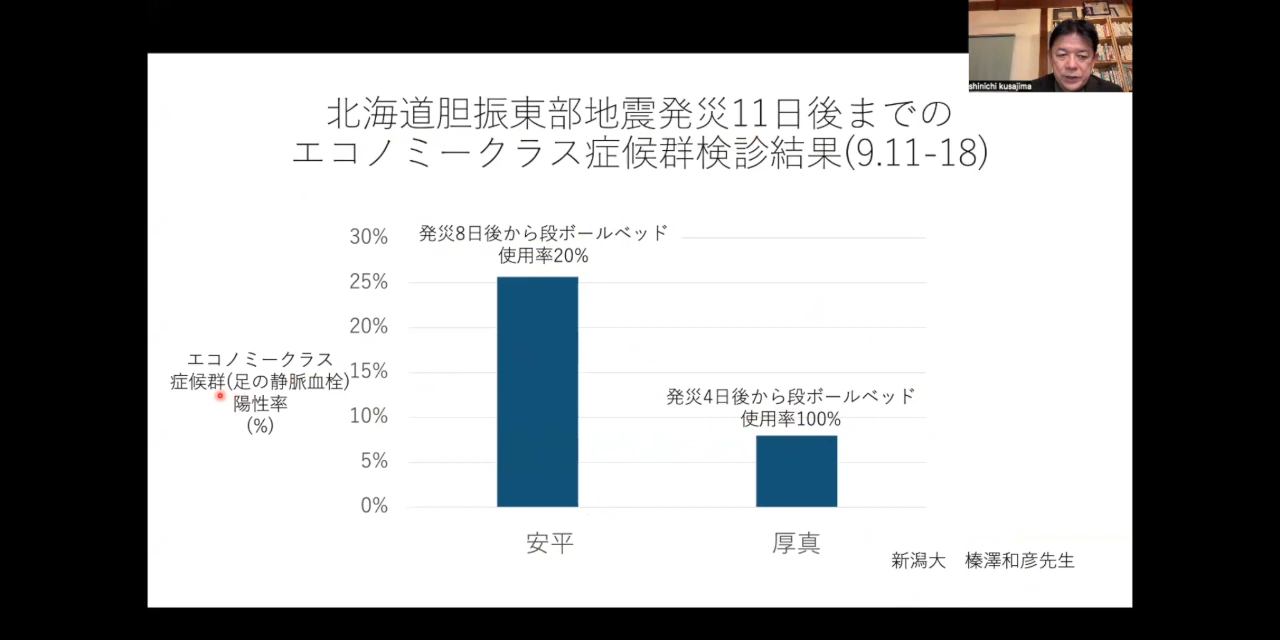 shinichi kusajima
北海道胆振東部地震発災11日後までの
エコノミークラス症候群検診結果(9.11-18)
30%
25%
20%
15%
10%
5%
0%
エコノミークラス
症候群(足の静脈血栓)
陽性率
(%)
発災8日後から段ボールベッド
使用率20%
発災4日後から段ボールベッド
使用率100%
安平
厚真
新潟大　榛澤和彦先生